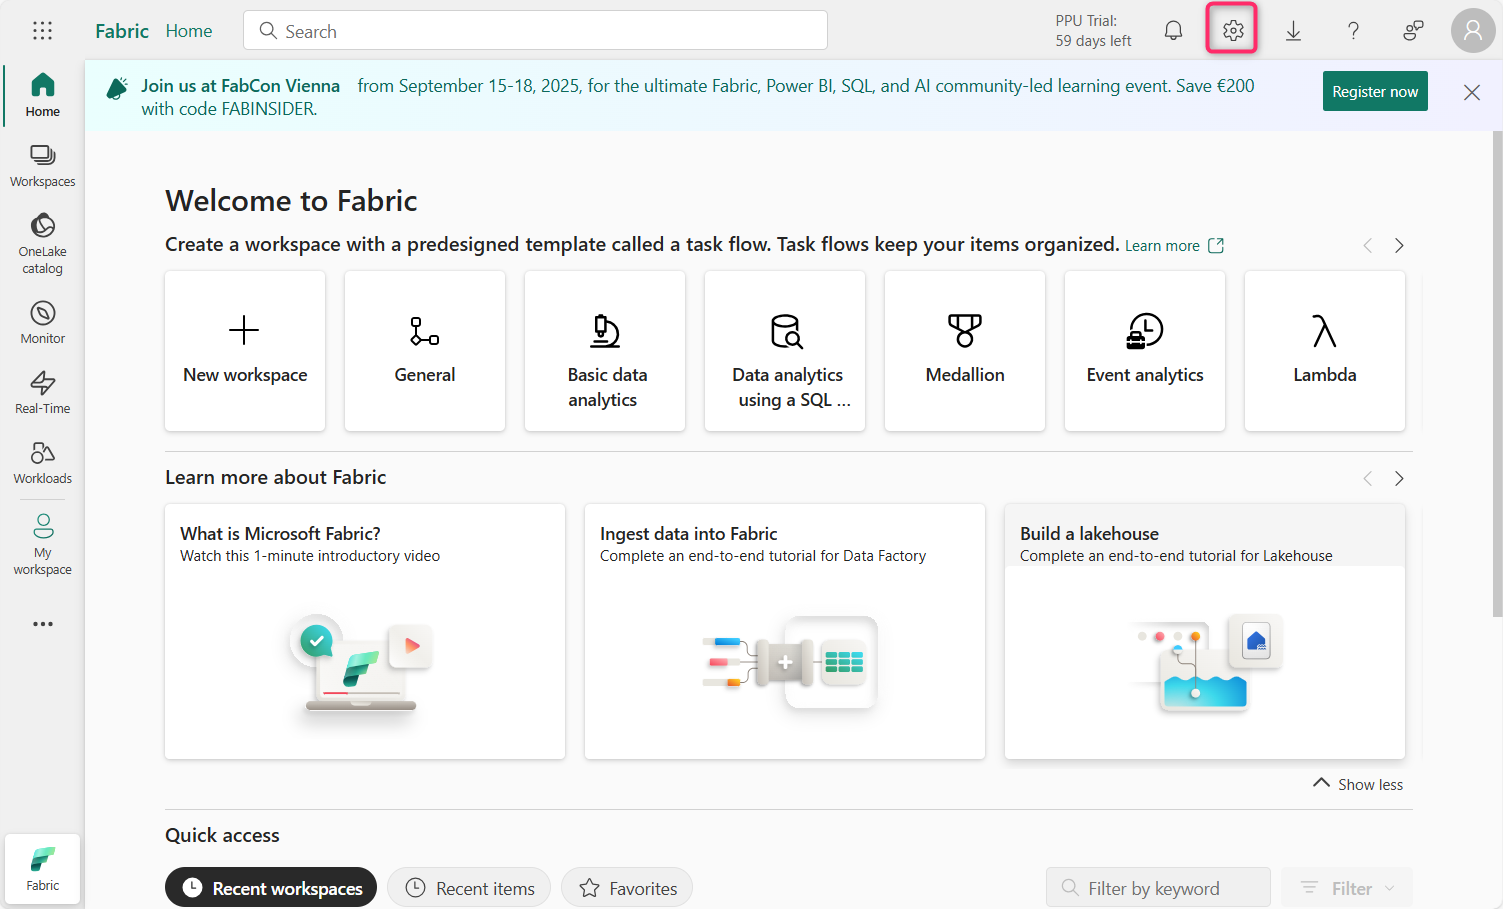 Fabric Home
Search
PPU Trial:
59 days left
Join us at FabCon Vienna from September 15-18, 2025, for the ultimate Fabric, Power BI, SQL, and AI community-led learning event. Save €200
with code FABINSIDER.
Register now
Home
Workspaces
OneLake
catalog
Monitor
Real-Time
Workloads
My
workspace
Fabric
Welcome to Fabric
Create a workspace with a predesigned template called a task flow. Task flows keep your items organized. Learn more
New workspace
General
Basic data
analytics
Data analytics
using a SQL ...
Medallion
Event analytics
Lambda
Learn more about Fabric
What is Microsoft Fabric?
Watch this 1-minute introductory video
Ingest data into Fabric
Complete an end-to-end tutorial for Data Factory
Build a lakehouse
Complete an end-to-end tutorial for Lakehouse
Show less
Quick access
Recent workspaces
Recent items
Favorites
Filter by keyword
Filter